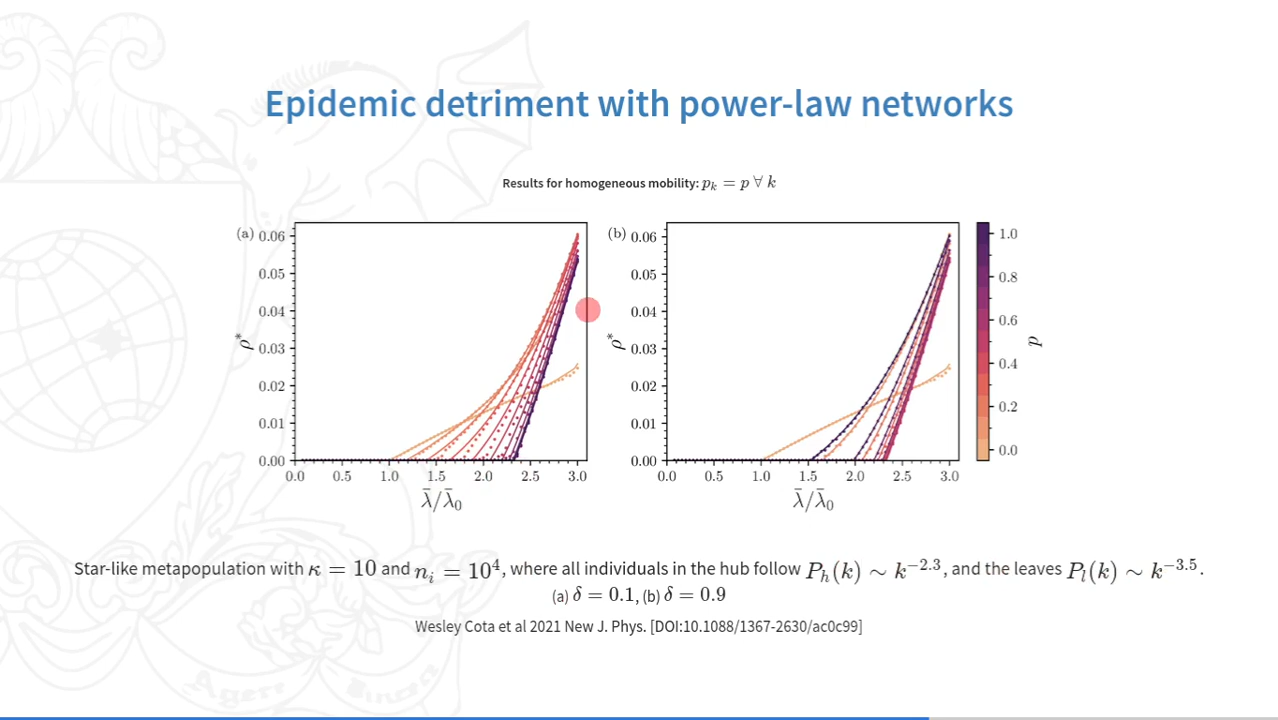 Epidemic detriment with power-law networks
Results for homogeneous mobility: pₖ = p ∀ k
(a)
0.06
0.05
0.04
0.03
0.02
0.01
0.00
ρ*
0.0 0.5 1.0 1.5 2.0 2.5 3.0
λ̄/λ̄₀
(b)
0.06
0.05
0.04
0.03
0.02
0.01
0.00
ρ*
0.0 0.5 1.0 1.5 2.0 2.5 3.0
λ̄/λ̄₀
1.0
0.8
0.6
0.4
0.2
0.0
p
Star-like metapopulation with κ = 10 and nᵢ = 10⁴, where all individuals in the hub follow Pₕ(k) ∼ k⁻²·³, and the leaves Pₗ(k) ∼ k⁻³·⁵.
(a) δ = 0.1, (b) δ = 0.9
Wesley Cota et al 2021 New J. Phys. [DOI:10.1088/1367-2630/ac0c99]